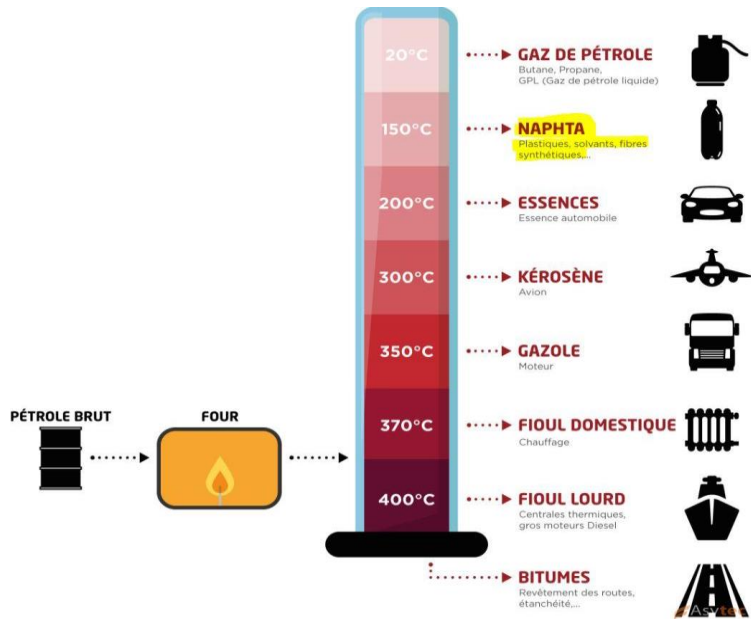 20°C
GAZ DE PÉTROLE
Butane, Propane,
GPL (Gaz de pétrole liquide)
150°C
NAPHTA
Plastiques, solvants, fibres
synthétiques,...
200°C
ESSENCES
Essence automobile
300°C
KÉROSÈNE
Avion
350°C
GAZOLE
Moteur
PÉTROLE BRUT
FOUR
370°C
FIOUL DOMESTIQUE
Chauffage
400°C
FIOUL LOURD
Centrales thermiques,
gros moteurs Diesel
BITUMES
Revêtement des routes,
étanchéité,...
Asytec